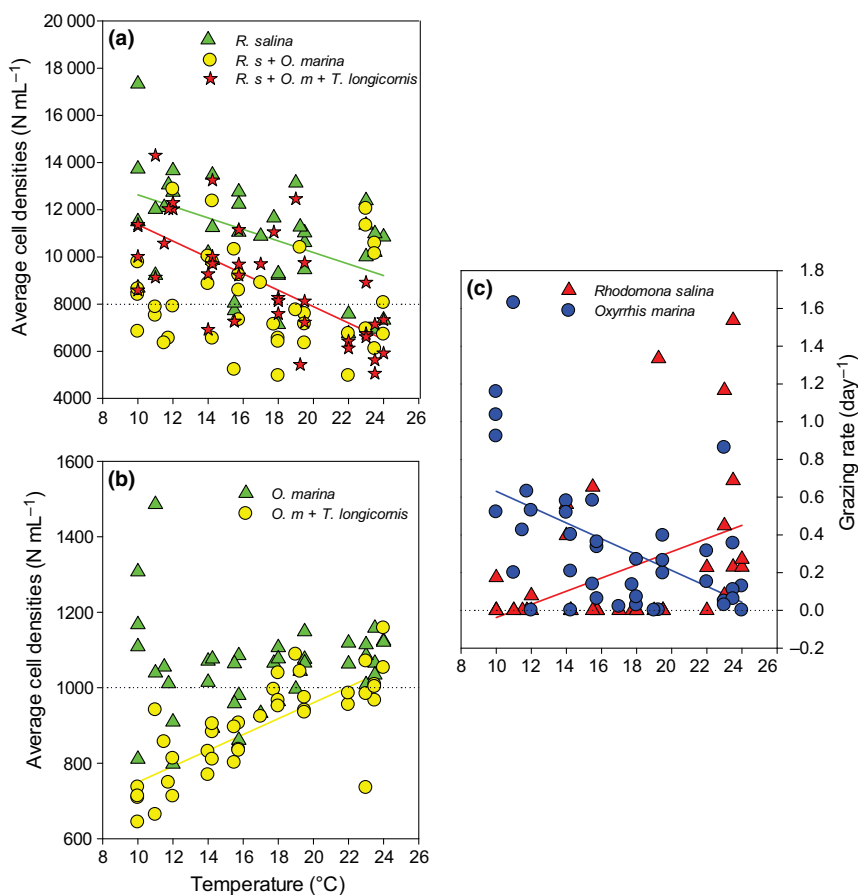 (a)
R. salina
R. s + O. marina
R. s + O. m + T. longicornis
Average cell densities (N mL⁻¹)
20 000
18 000
16 000
14 000
12 000
10 000
8000
6000
4000
8 10 12 14 16 18 20 22 24 26
(b)
O. marina
O. m + T. longicornis
Average cell densities (N mL⁻¹)
1600
1400
1200
1000
800
600
8 10 12 14 16 18 20 22 24 26
Temperature (°C)
(c)
Rhodomona salina
Oxyrrhis marina
1.8
1.6
1.4
1.2
1.0
0.8
0.6
0.4
0.2
0.0
–0.2
Grazing rate (day⁻¹)
8 10 12 14 16 18 20 22 24 26